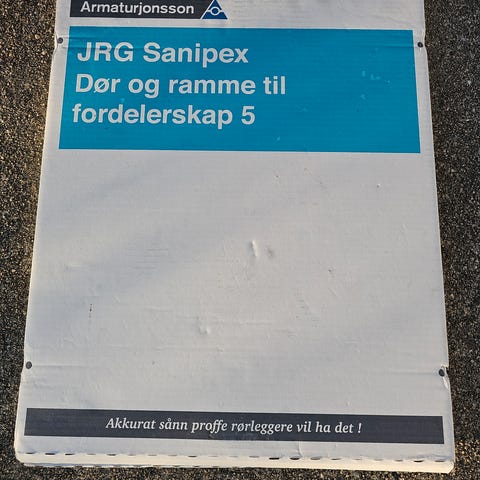 Armaturjonsson
JRG Sanipex
Dør og ramme til
fordelerskap 5
Akkurat sånn proffe rørleggere vil ha det !